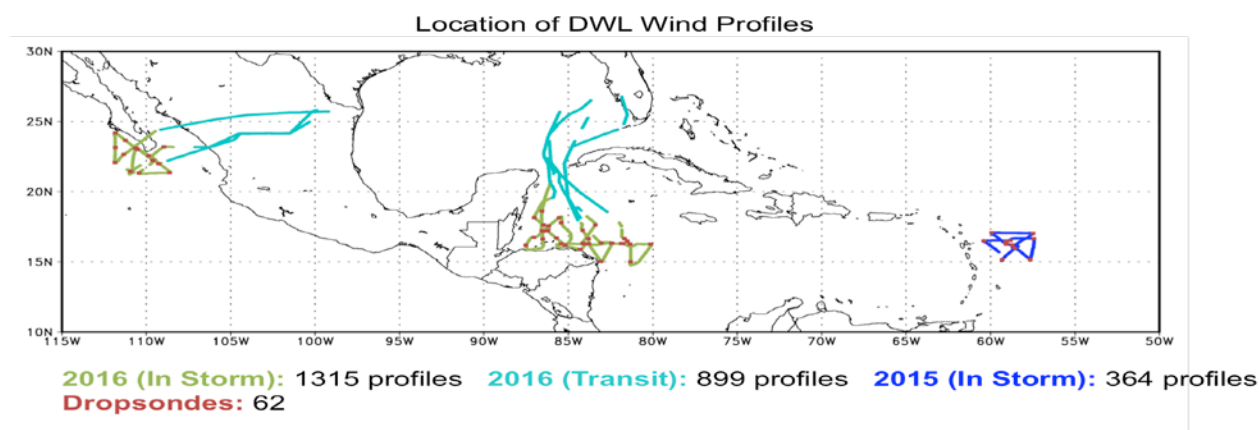 Location of DWL Wind Profiles
30N
25N
20N
15N
10N
115W 110W 105W 100W 95W 90W 85W 80W 75W 70W 65W 60W 55W 50W
2016 (In Storm): 1315 profiles 2016 (Transit): 899 profiles 2015 (In Storm): 364 profiles
Dropsondes: 62